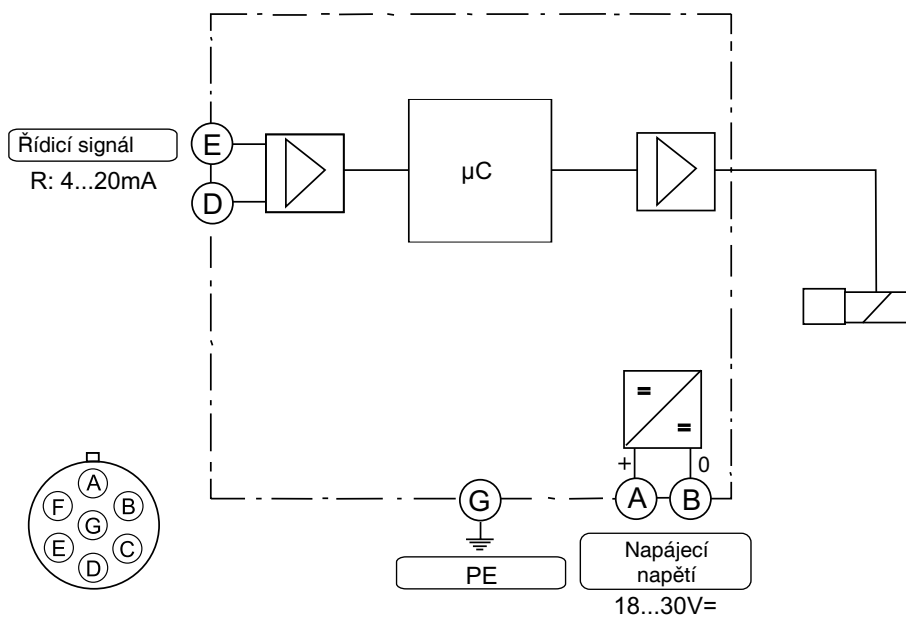 E
Řídicí signál
R: 4...20mA
D
µC
=
=
+
0
G
A
B
PE
Napájecí
napětí
18...30V=
A
F
B
G
E
C
D